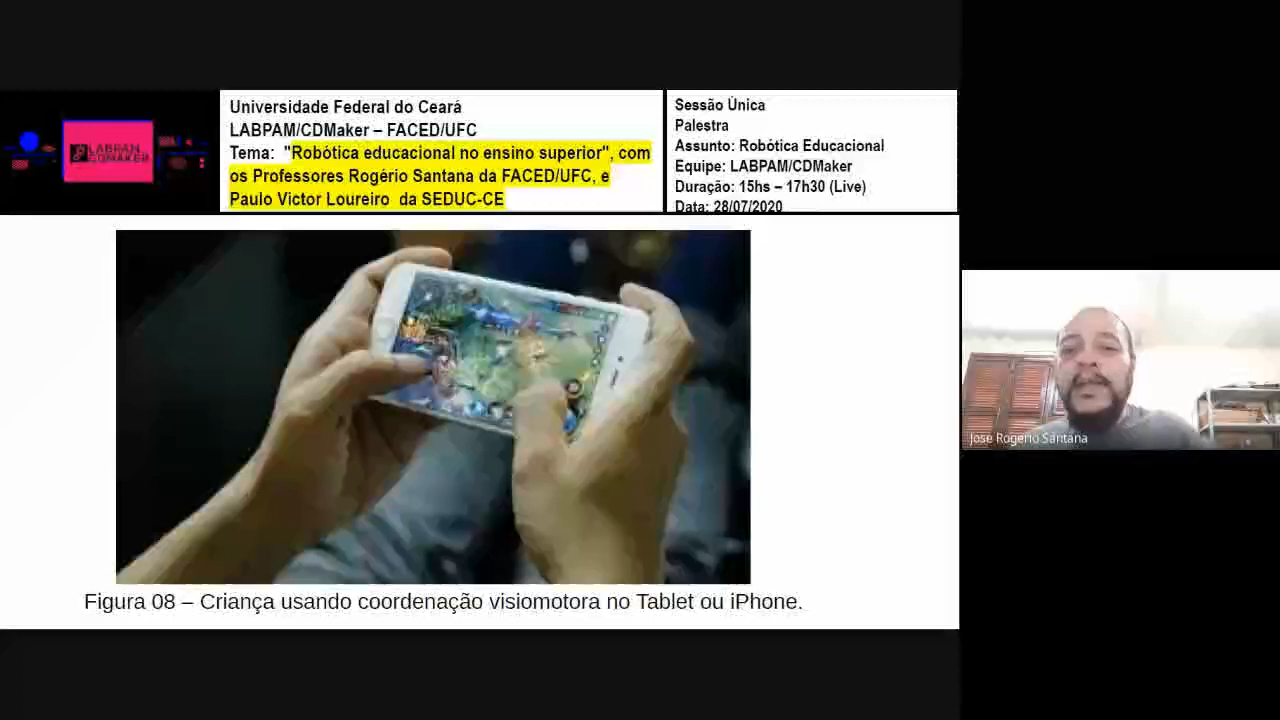 LABPAN
CDMAKER
Universidade Federal do Ceará
LABPAM/CDMaker – FACED/UFC
Tema: "Robótica educacional no ensino superior", com
os Professores Rogério Santana da FACED/UFC, e
Paulo Victor Loureiro da SEDUC-CE
Sessão Única
Palestra
Assunto: Robótica Educacional
Equipe: LABPAM/CDMaker
Duração: 15hs – 17h30 (Live)
Data: 28/07/2020
Jose Rogerio Santana
Figura 08 – Criança usando coordenação visiomotora no Tablet ou iPhone.